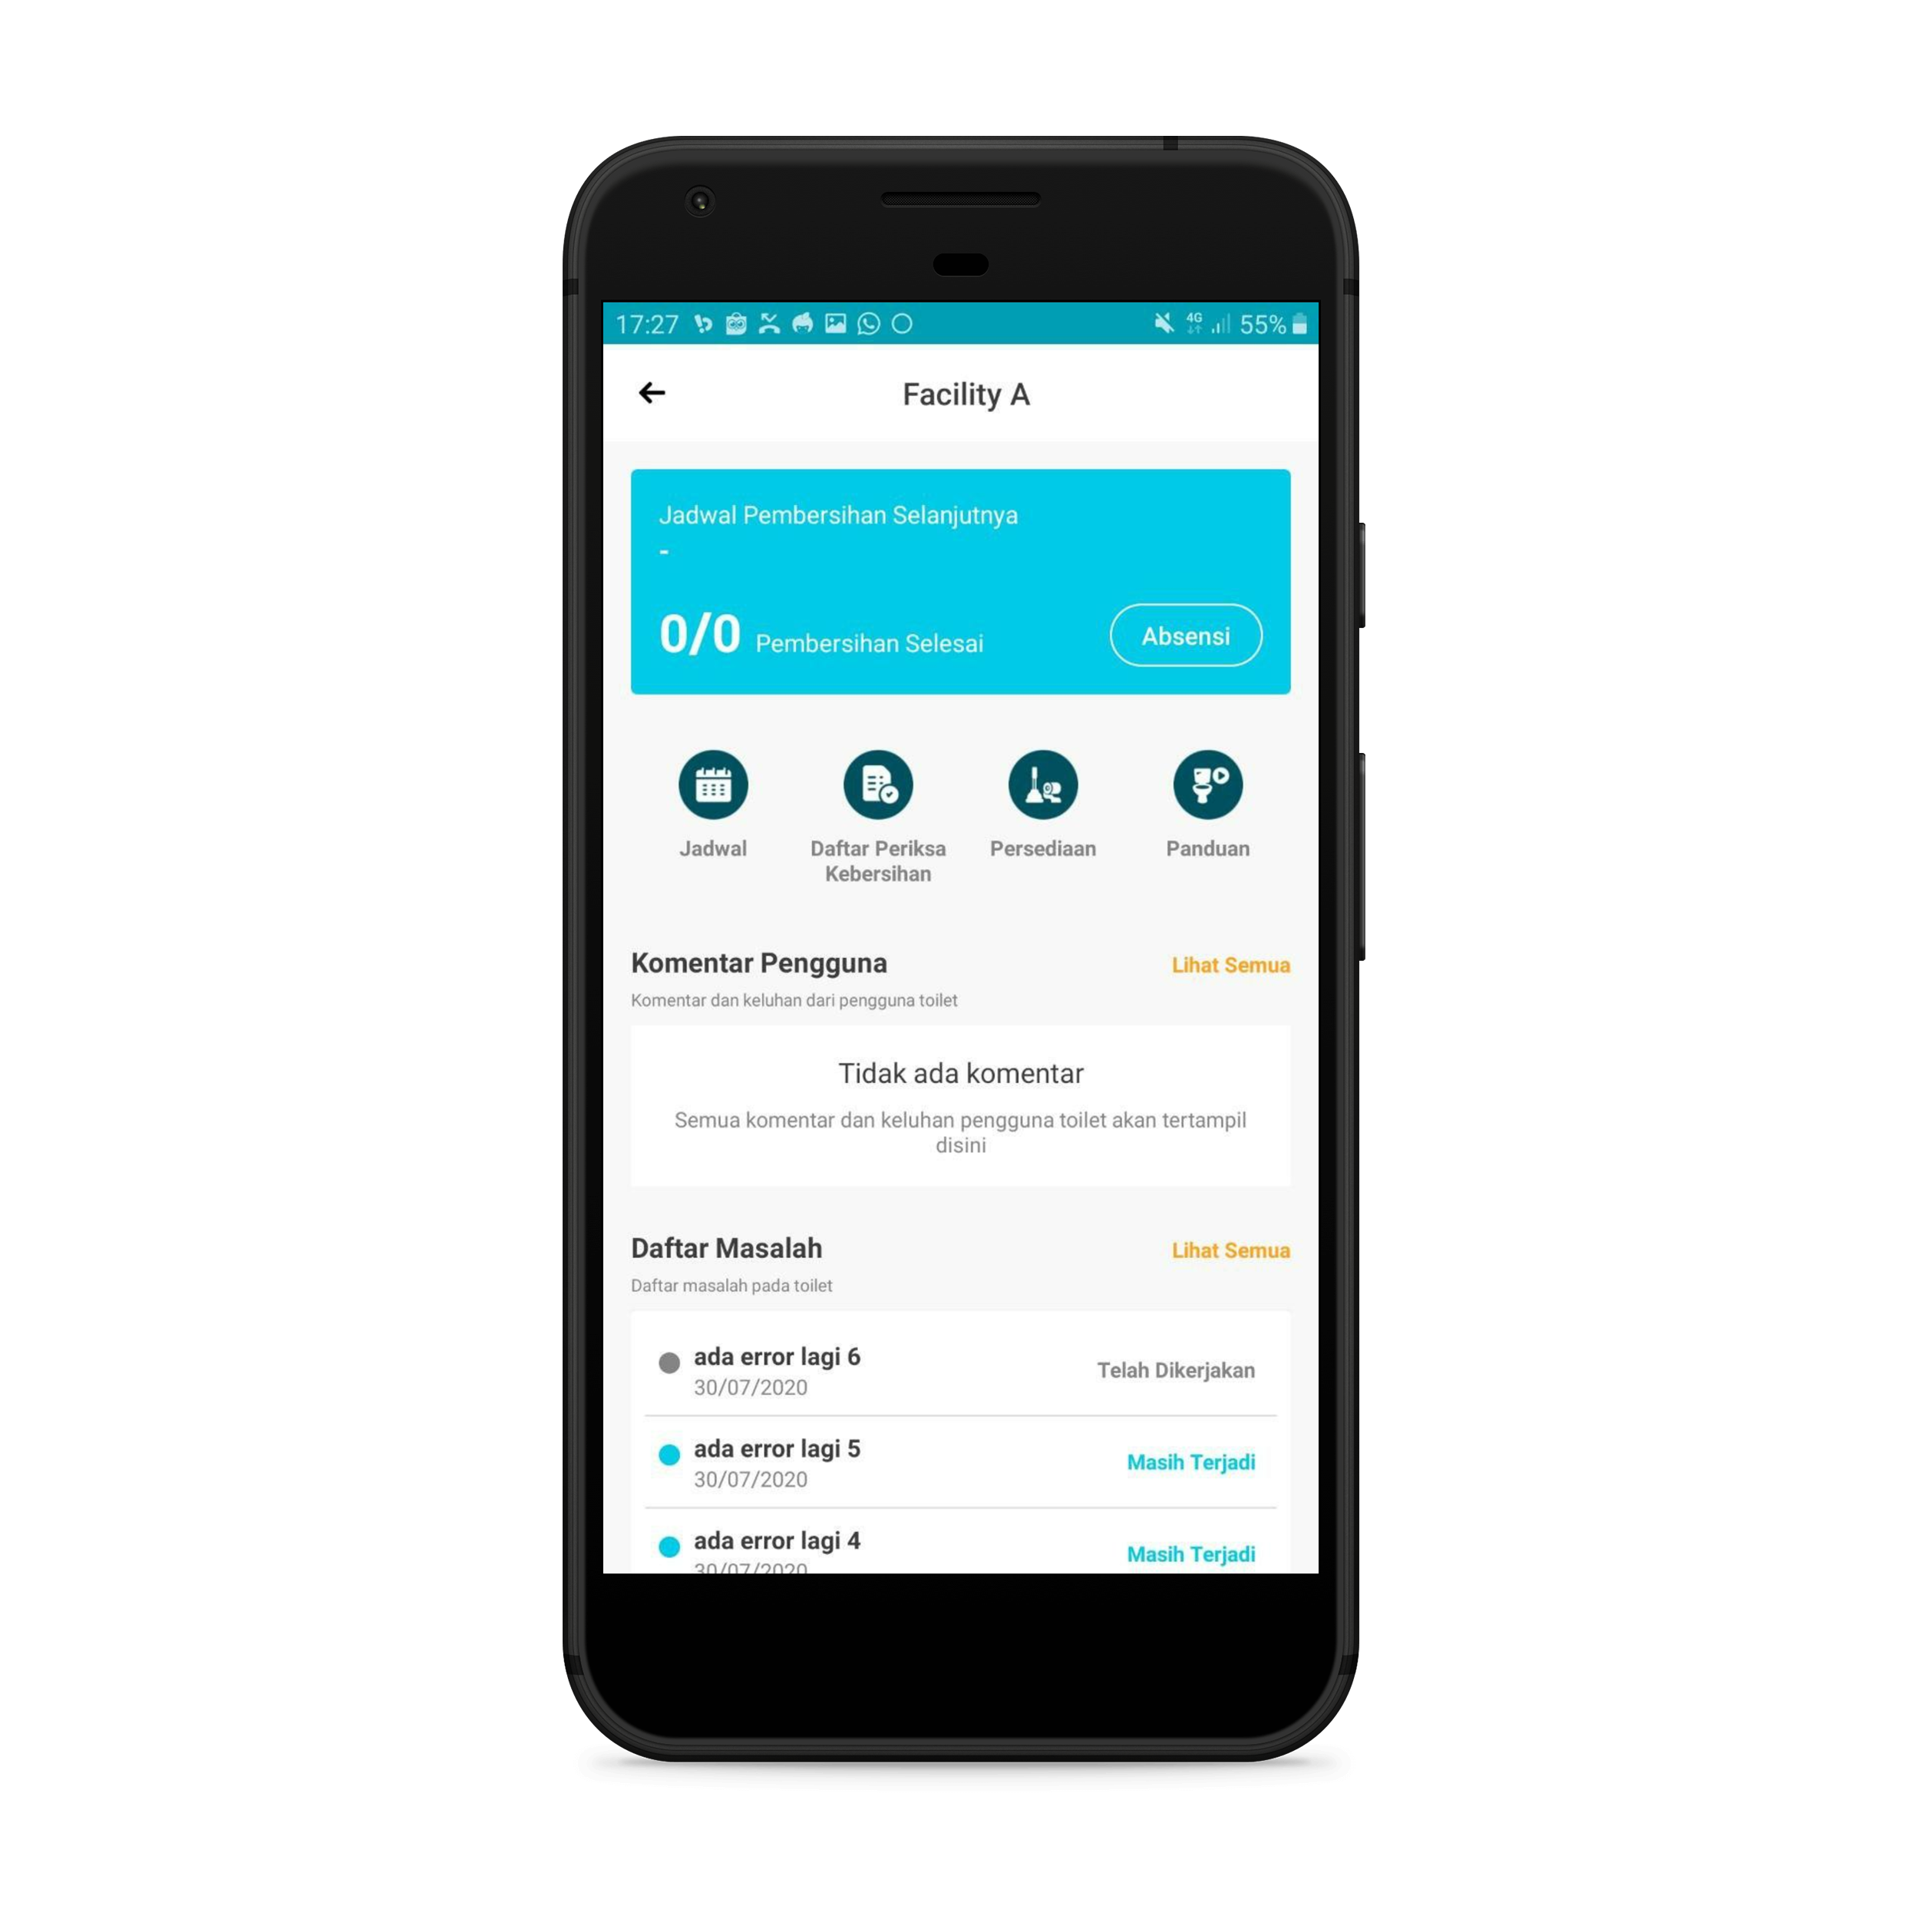 17:27 4G 55%
Facility A
Jadwal Pembersihan Selanjutnya
-
0/0 Pembersihan Selesai Absensi
Jadwal Daftar Periksa Persediaan Panduan
Kebersihan
Komentar Pengguna Lihat Semua
Komentar dan keluhan dari pengguna toilet
Tidak ada komentar
Semua komentar dan keluhan pengguna toilet akan tertampil
disini
Daftar Masalah Lihat Semua
Daftar masalah pada toilet
ada error lagi 6
30/07/2020 Telah Dikerjakan
ada error lagi 5
30/07/2020 Masih Terjadi
ada error lagi 4
30/07/2020 Masih Terjadi